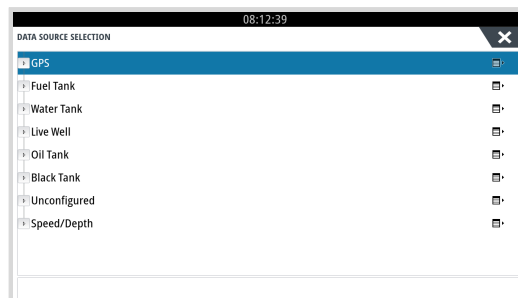 08:12:39
DATA SOURCE SELECTION
GPS
Fuel Tank
Water Tank
Live Well
Oil Tank
Black Tank
Unconfigured
Speed/Depth